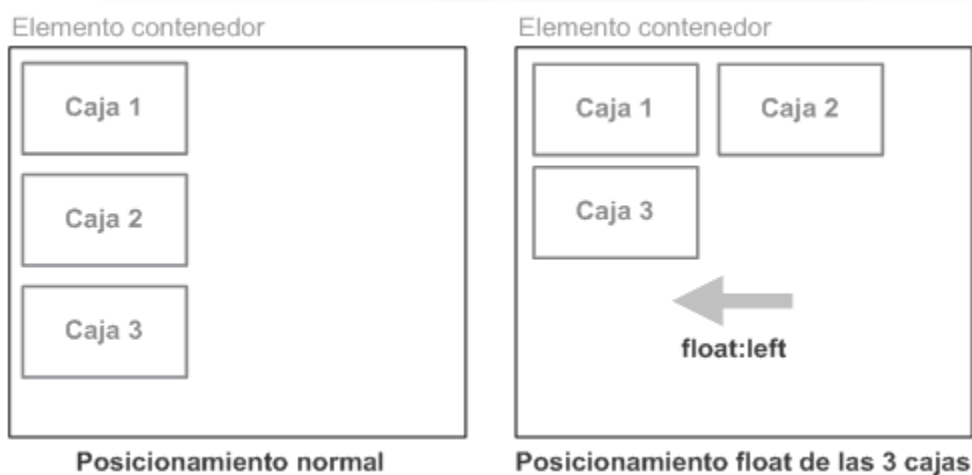 Elemento contenedor
Caja 1
Caja 2
Caja 3
Posicionamiento normal
Elemento contenedor
Caja 1
Caja 2
Caja 3
float:left
Posicionamiento float de las 3 cajas